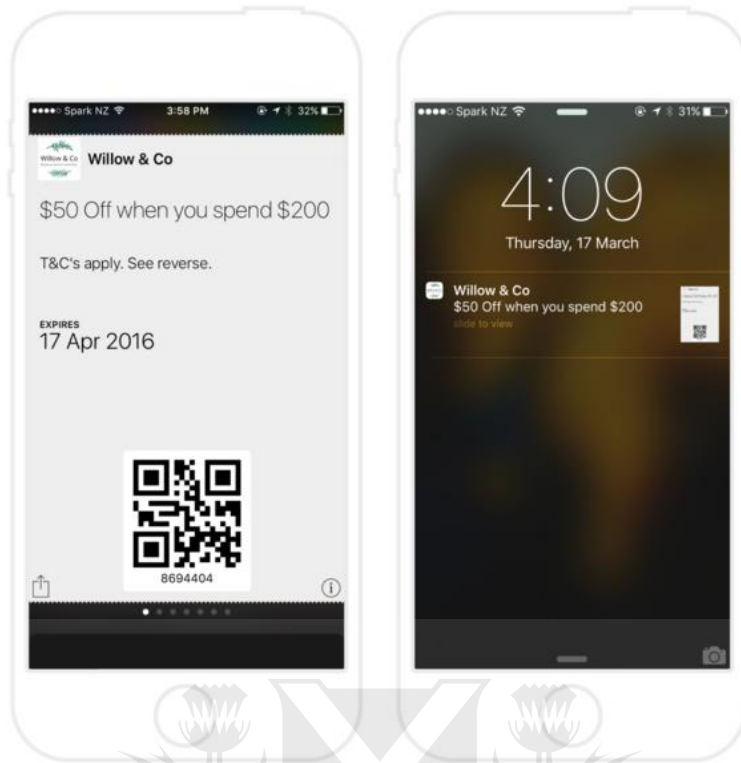 Spark NZ 3:58 PM 32%
Willow & Co
Willow & Co
$50 Off when you spend $200
T&C's apply. See reverse.
EXPIRES
17 Apr 2016
8694404
Spark NZ 31%
4:09
Thursday, 17 March
Willow & Co
$50 Off when you spend $200
slide to view